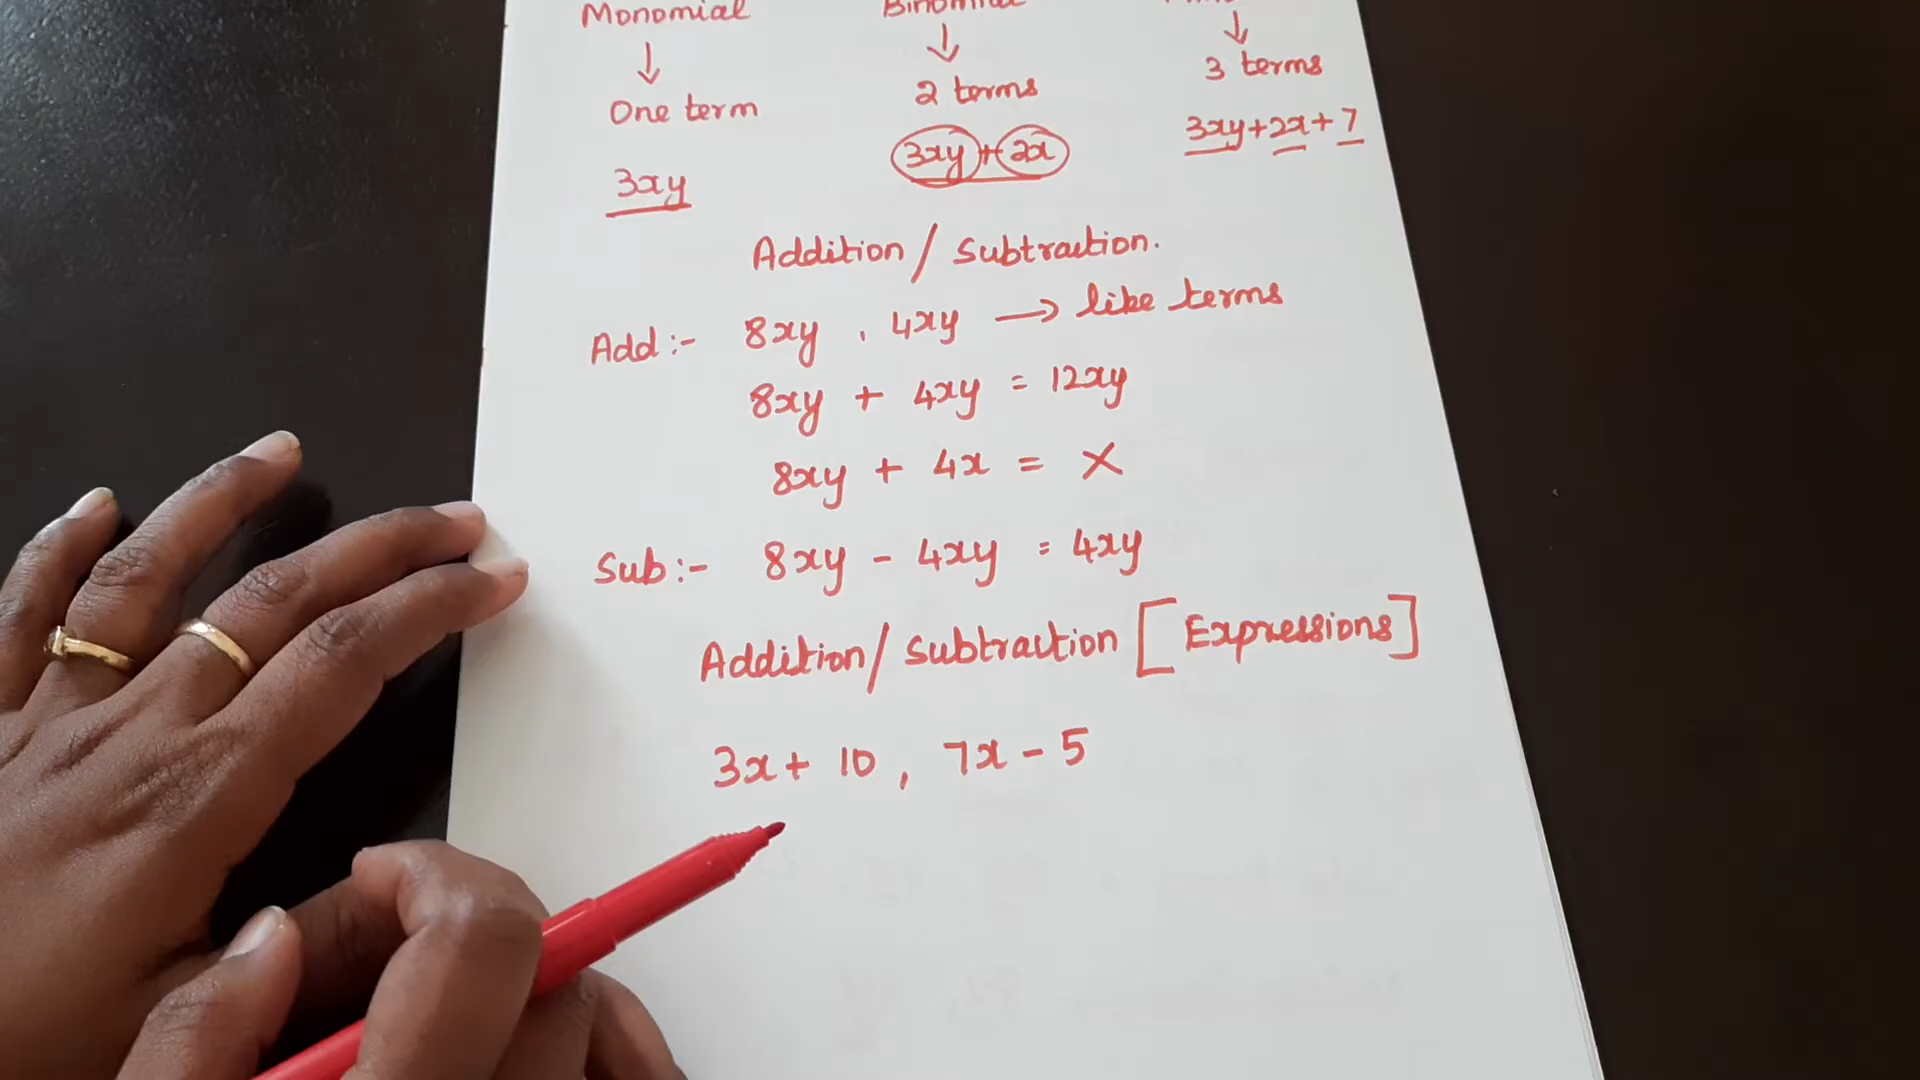 Monomial Binomial
↓ ↓ ↓
One term 2 terms 3 terms
3xy 3xy+2x 3xy+2x+7
Addition / Subtraction.
Add :- 8xy , 4xy → like terms
8xy + 4xy = 12xy
8xy + 4x = X
Sub :- 8xy - 4xy = 4xy
Addition / Subtraction [Expressions]
3x + 10 , 7x - 5